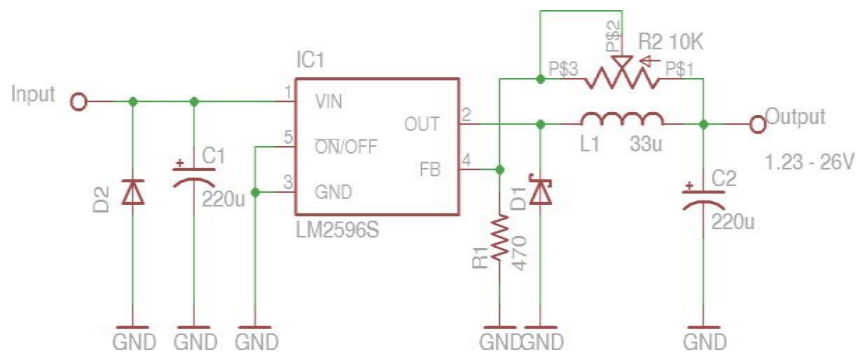 Input
D2
C1
220u
IC1
1
VIN
5
ON/OFF
3
GND
OUT
2
FB
4
LM2596S
R1
470
D1
P$3
P$2
R2 10K
P$1
L1
33u
Output
1.23 - 26V
C2
220u
GND
GND
GND
GND
GND
GND